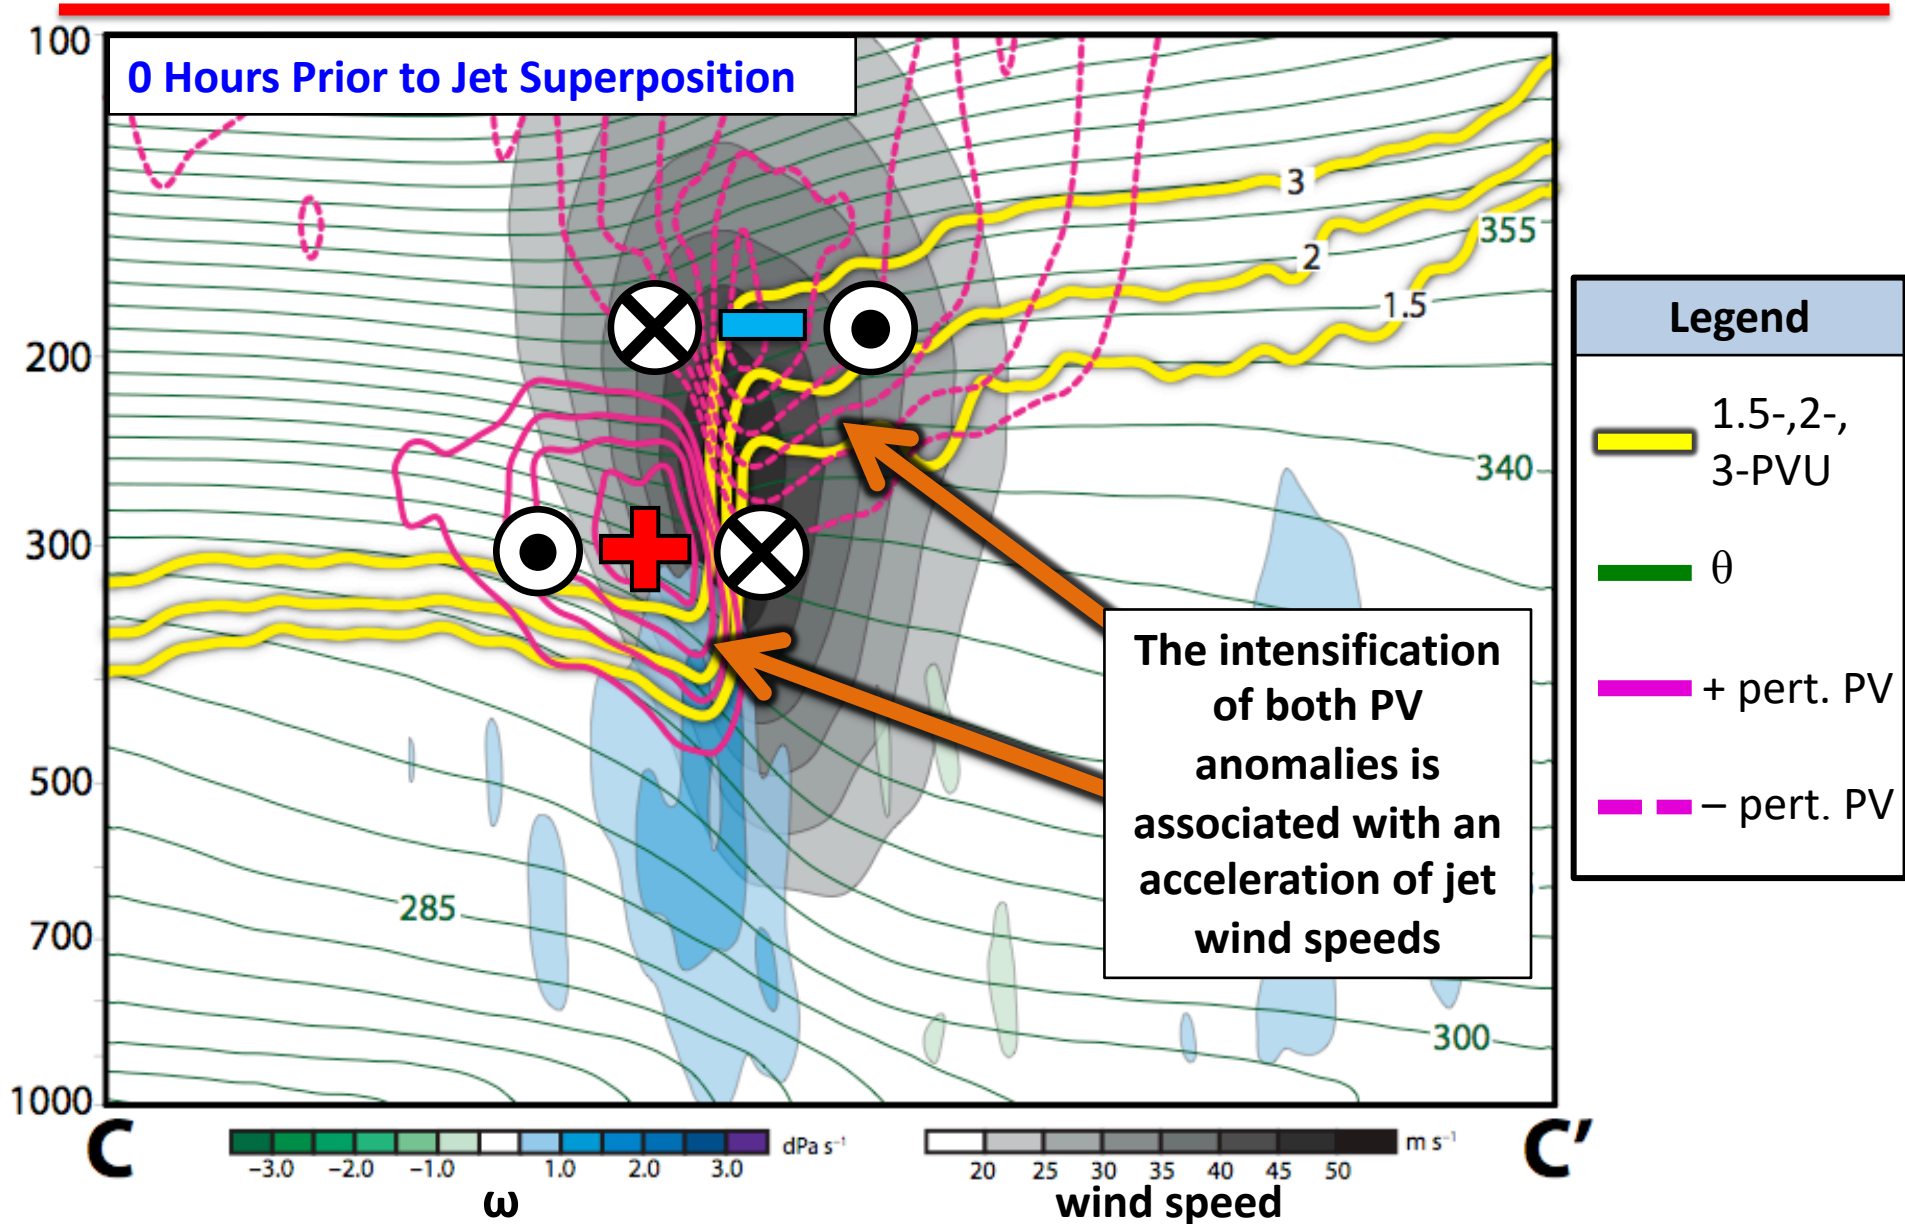 0 Hours Prior to Jet Superposition
100
200
300
500
700
1000
3
2
1.5
355
340
285
300
The intensification
of both PV
anomalies is
associated with an
acceleration of jet
wind speeds
Legend
1.5-,2-,
3-PVU
θ
+ pert. PV
– pert. PV
C
C′
−3.0 −2.0 −1.0 1.0 2.0 3.0 dPa s⁻¹
ω
20 25 30 35 40 45 50 m s⁻¹
wind speed